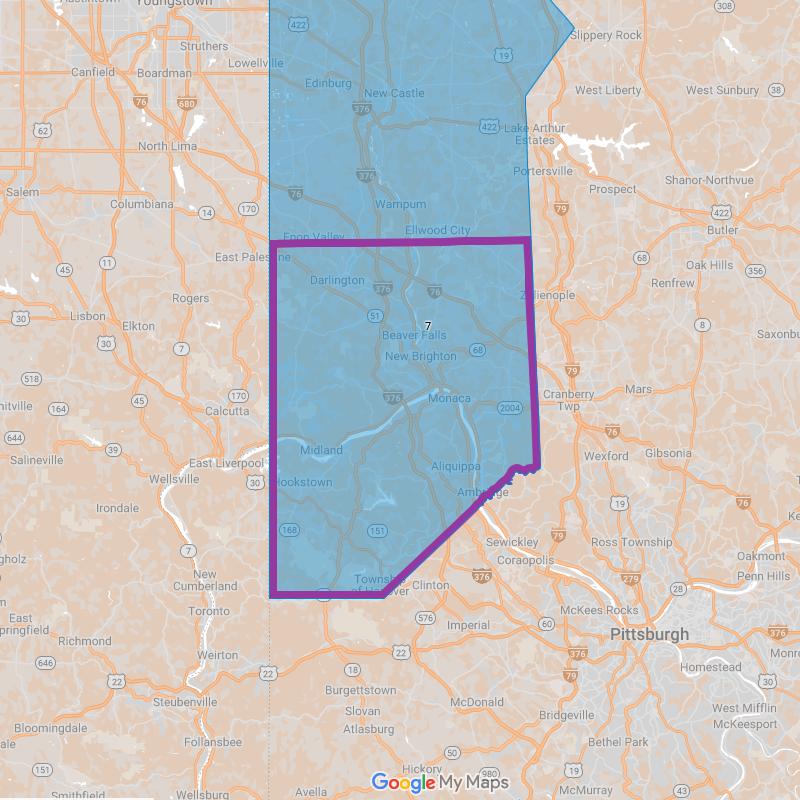 Youngstown
308
Struthers
422
Slippery Rock
Canfield
Boardman
Lowellville
19
Edinburg
New Castle
West Liberty
West Sunbury
38
76
680
376
62
422
Lake Arthur
Estates
North Lima
Portersville
376
Shanor-Northvue
Salem
76
Prospect
Columbiana
Wampum
170
14
79
422
Butler
Ellwood City
Enon Valley
East Palestine
11
45
68
Oak Hills
356
Darlington
376
76
Renfrew
Rogers
Zelienople
30
Lisbon
Elkton
51
7
8
30
Beaver Falls
7
68
New Brighton
518
79
Mars
170
376
Monaca
Cranberry
Twp
45
164
2004
Calcutta
76
644
39
Midland
Wexford
Gibsonia
Salineville
East Liverpool
Aliquippa
Wellsville
30
Hookstown
Ambridge
Irondale
19
76
168
151
79
7
Sewickley
Ross Township
Coraopolis
Oakmont
New
Cumberland
Township
Clinton
376
279
28
Penn Hills
Toronto
McKees Rocks
East
576
Imperial
60
Pittsburgh
376
Richmond
Weirton
22
376
646
22
18
79
Homestead
22
Burgettstown
30
Steubenville
McDonald
Slovan
West Mifflin
Bridgeville
McKeesport
Bloomingdale
Atlasburg
Follansbee
Bethel Park
50
151
Hickory
980
Smithfield
Wellsburg
Avella
79
19
McMurray
43
Google My Maps